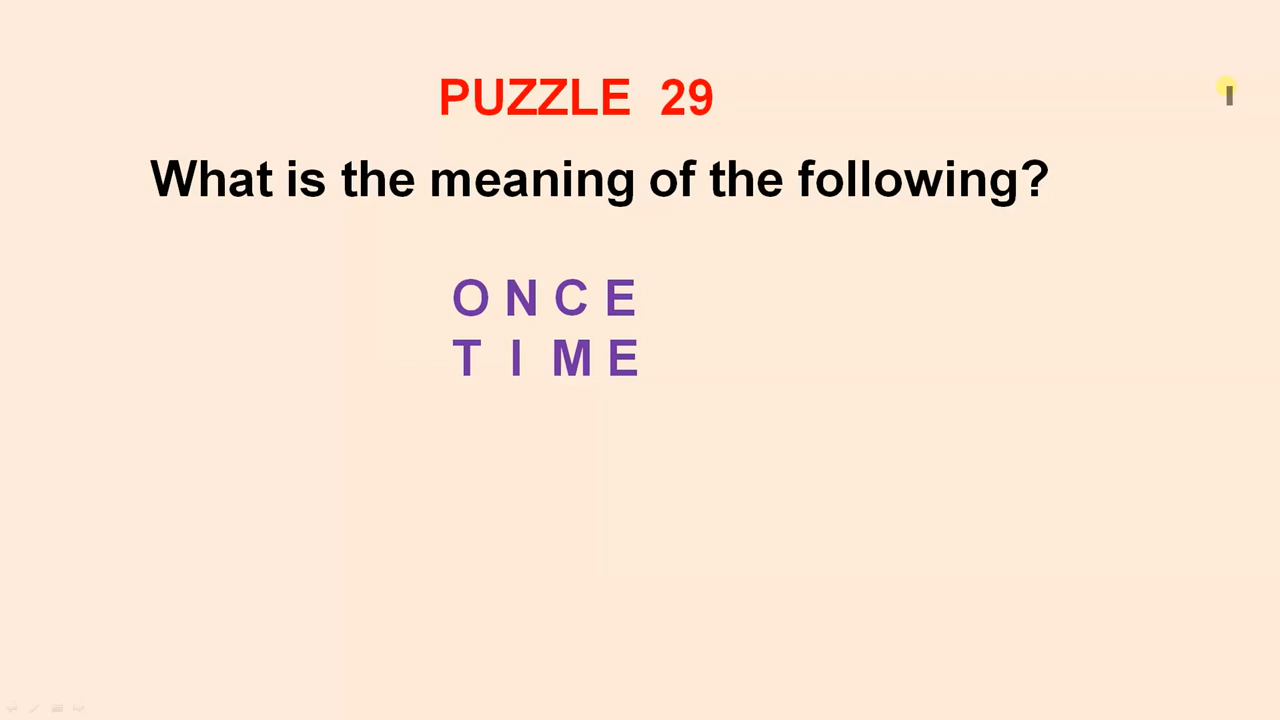 PUZZLE 29
What is the meaning of the following?
O N C E
T I M E